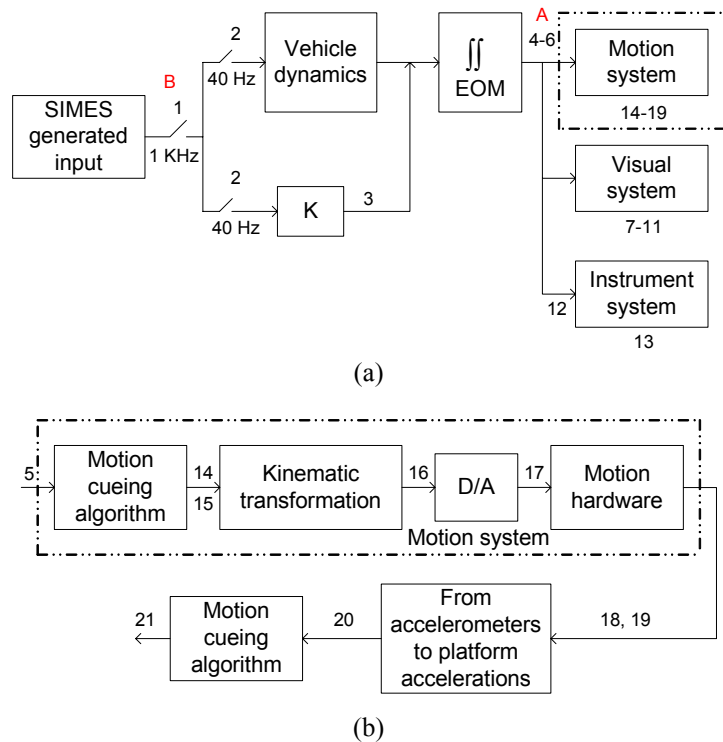 A
4-6
2
40 Hz
Vehicle
dynamics
∬
EOM
Motion
system
14-19
B
1
1 KHz
SIMES
generated
input
2
40 Hz
K
3
Visual
system
7-11
12
Instrument
system
13
(a)
5
Motion
cueing
algorithm
14
15
Kinematic
transformation
16
D/A
17
Motion
hardware
Motion system
21
Motion
cueing
algorithm
20
From
accelerometers
to platform
accelerations
18, 19
(b)